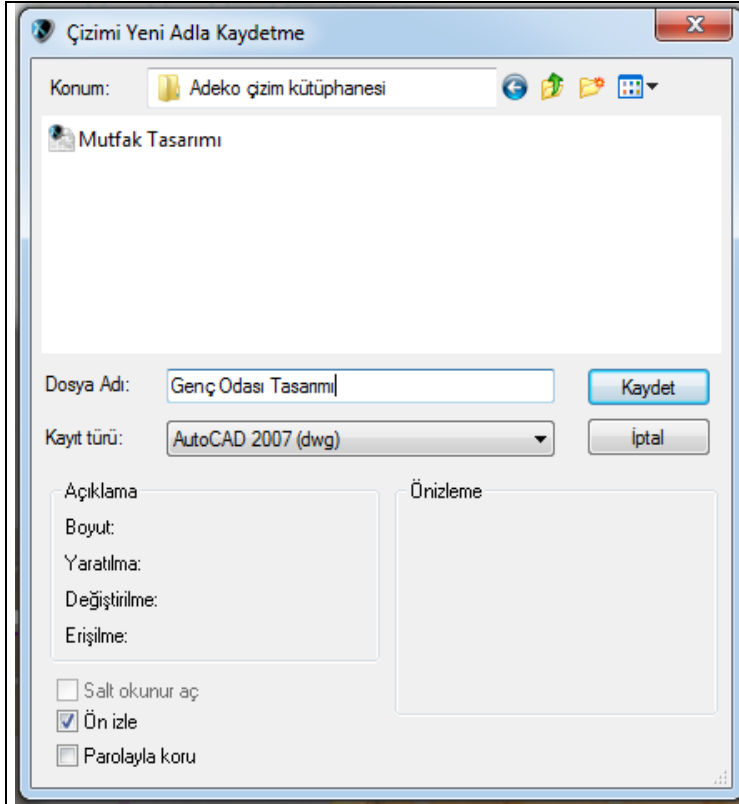 Çizimi Yeni Adla Kaydetme
Konum: Adeko çizim kütüphanesi
Mutfak Tasarımı
Dosya Adı: Genç Odası Tasarımı Kaydet
Kayıt türü: AutoCAD 2007 (dwg) İptal
Açıklama
Boyut:
Yaratılma:
Değiştirilme:
Erişilme:
Önizleme
Salt okunur aç
Ön izle
Parolayla koru